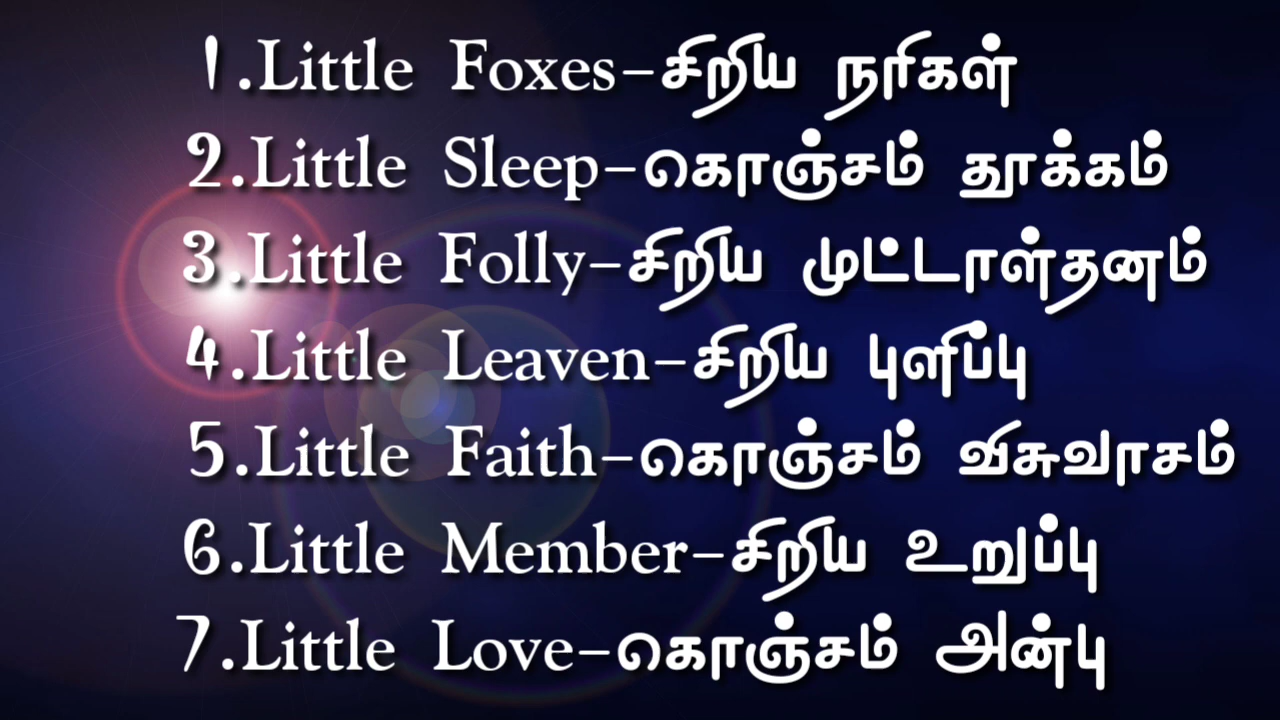 1.Little Foxes-சிறிய நரிகள்
2.Little Sleep-கொஞ்சம் தூக்கம்
3.Little Folly-சிறிய முட்டாள்தனம்
4.Little Leaven-சிறிய புளிப்பு
5.Little Faith-கொஞ்சம் விசுவாசம்
6.Little Member-சிறிய உறுப்பு
7.Little Love-கொஞ்சம் அன்பு